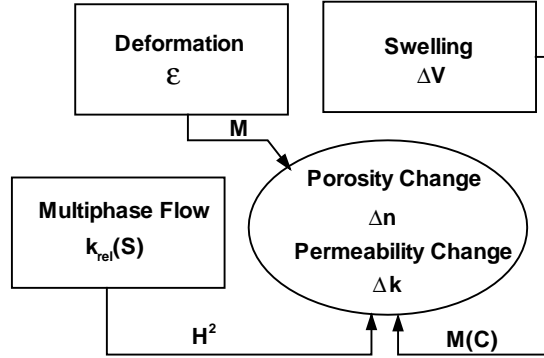 Deformation
ε
Swelling
ΔV
M
Porosity Change
Δn
Permeability Change
Δk
Multiphase Flow
k_rel(S)
H²
M(C)